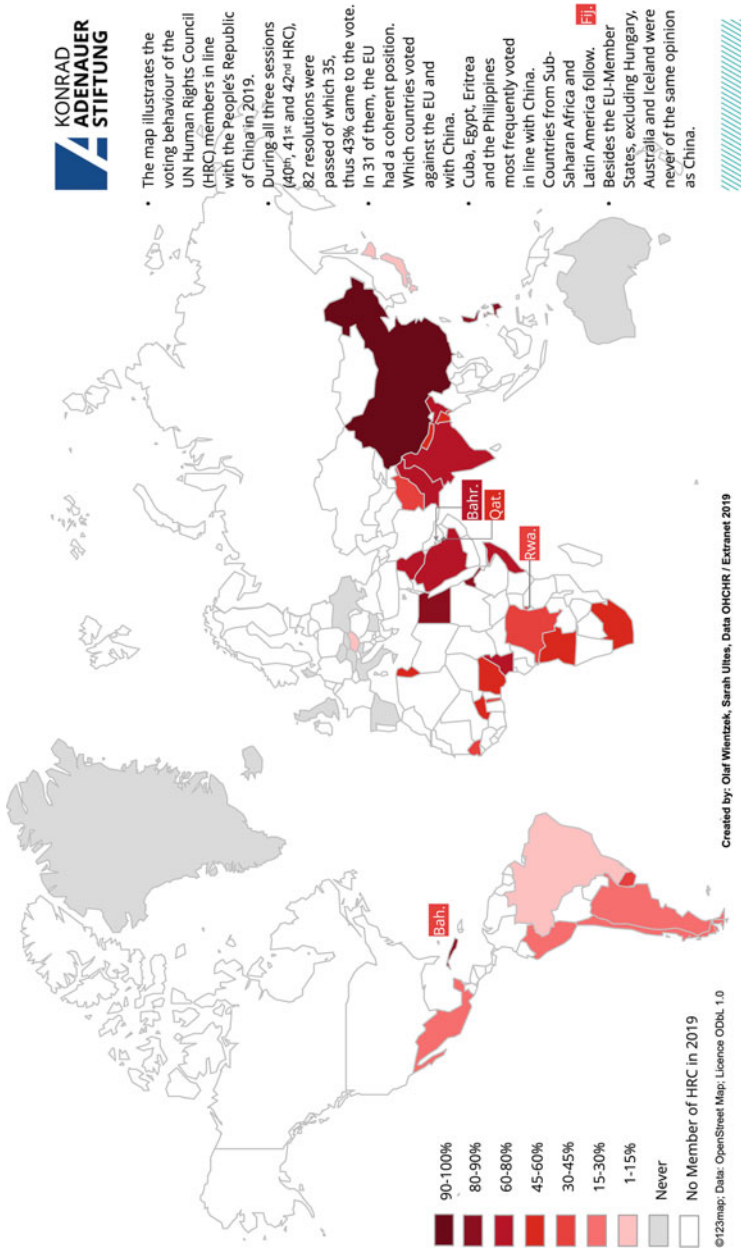 KONRAD
ADENAUER
STIFTUNG
• The map illustrates the
voting behaviour of the
UN Human Rights Council
(HRC) members in line
with the People's Republic
of China in 2019.
• During all three sessions
(40th, 41st and 42nd HRC),
82 resolutions were
passed of which 35,
thus 43% came to the vote.
• In 31 of them, the EU
had a coherent position.
Which countries voted
against the EU and
with China.
• Cuba, Egypt, Eritrea
and the Philippines
most frequently voted
in line with China.
Countries from Sub-
Saharan Africa and
Latin America follow.
• Besides the EU-Member
States, excluding Hungary,
Australia and Iceland were
never of the same opinion
as China.
Fij.
Bah.
Bahr.
Qat.
Rwa.
90-100%
80-90%
60-80%
45-60%
30-45%
15-30%
1-15%
Never
No Member of HRC in 2019
©123map; Data: OpenStreet Map; Licence ODbL 1.0
Created by: Olaf Wientzek, Sarah Ultes, Data OHCHR / Extranet 2019